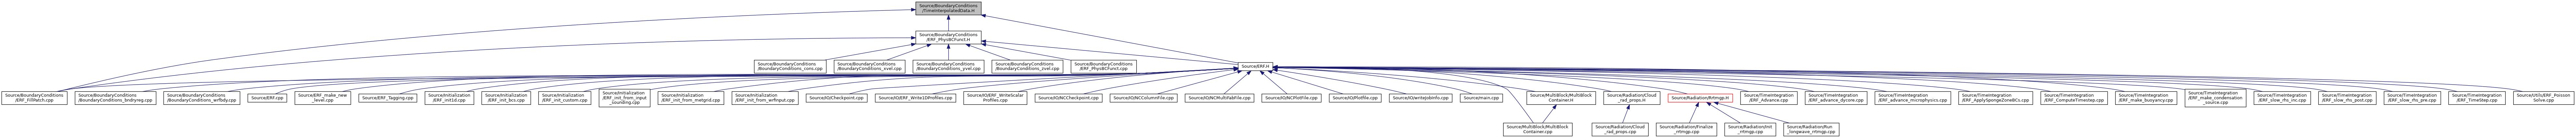 Source/BoundaryConditions
/TimeInterpolatedData.H
Source/BoundaryConditions
/ERF_PhysBCFunct.H
Source/BoundaryConditions
/BoundaryConditions_cons.cpp
Source/BoundaryConditions
/BoundaryConditions_xvel.cpp
Source/BoundaryConditions
/BoundaryConditions_yvel.cpp
Source/BoundaryConditions
/BoundaryConditions_zvel.cpp
Source/BoundaryConditions
/ERF_PhysBCFunct.cpp
Source/ERF.H
Source/BoundaryConditions
/ERF_FillPatch.cpp
Source/BoundaryConditions
/BoundaryConditions_bndryreg.cpp
Source/BoundaryConditions
/BoundaryConditions_wrfbdy.cpp
Source/ERF.cpp
Source/ERF_make_new
_level.cpp
Source/ERF_Tagging.cpp
Source/Initialization
/ERF_init1d.cpp
Source/Initialization
/ERF_init_bcs.cpp
Source/Initialization
/ERF_init_custom.cpp
Source/Initialization
/ERF_init_from_input
_sounding.cpp
Source/Initialization
/ERF_init_from_metgrid.cpp
Source/Initialization
/ERF_init_from_wrfinput.cpp
Source/IO/Checkpoint.cpp
Source/IO/ERF_Write1DProfiles.cpp
Source/IO/ERF_WriteScalar
Profiles.cpp
Source/IO/NCCheckpoint.cpp
Source/IO/NCColumnFile.cpp
Source/IO/NCMultiFabFile.cpp
Source/IO/NCPlotFile.cpp
Source/IO/Plotfile.cpp
Source/IO/writeJobInfo.cpp
Source/main.cpp
Source/MultiBlock/MultiBlock
Container.H
Source/Radiation/Cloud
_rad_props.H
Source/Radiation/Rrtmgp.H
Source/TimeIntegration
/ERF_Advance.cpp
Source/TimeIntegration
/ERF_advance_dycore.cpp
Source/TimeIntegration
/ERF_advance_microphysics.cpp
Source/TimeIntegration
/ERF_ApplySpongeZoneBCs.cpp
Source/TimeIntegration
/ERF_ComputeTimestep.cpp
Source/TimeIntegration
/ERF_make_buoyancy.cpp
Source/TimeIntegration
/ERF_make_condensation
_source.cpp
Source/TimeIntegration
/ERF_slow_rhs_inc.cpp
Source/TimeIntegration
/ERF_slow_rhs_post.cpp
Source/TimeIntegration
/ERF_slow_rhs_pre.cpp
Source/TimeIntegration
/ERF_TimeStep.cpp
Source/Utils/ERF_Poisson
Solve.cpp
Source/MultiBlock/MultiBlock
Container.cpp
Source/Radiation/Cloud
_rad_props.cpp
Source/Radiation/Finalize
_rrtmgp.cpp
Source/Radiation/Init
_rrtmgp.cpp
Source/Radiation/Run
_longwave_rrtmgp.cpp